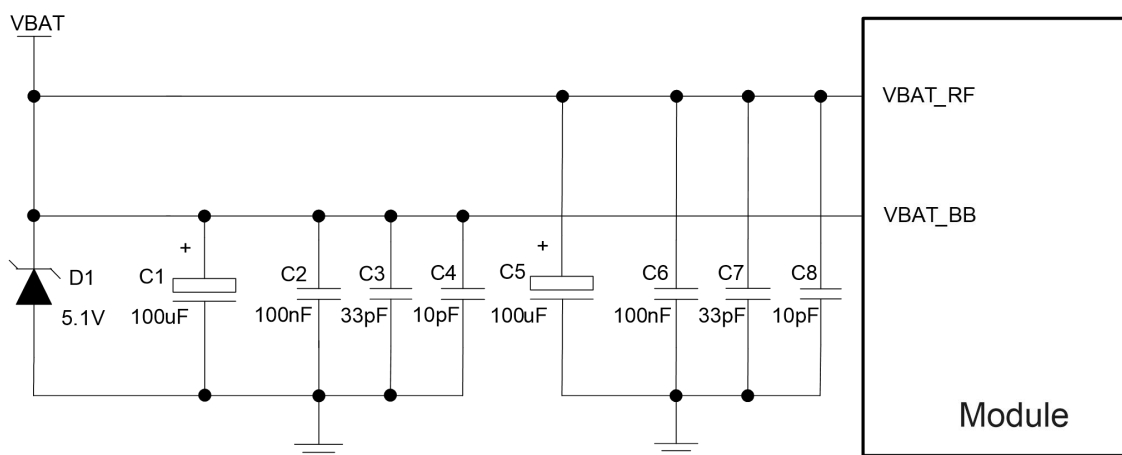 VBAT
VBAT_RF
VBAT_BB
D1
5.1V
+
C1
100uF
C2
100nF
C3
33pF
C4
10pF
+
C5
100uF
C6
100nF
C7
33pF
C8
10pF
Module